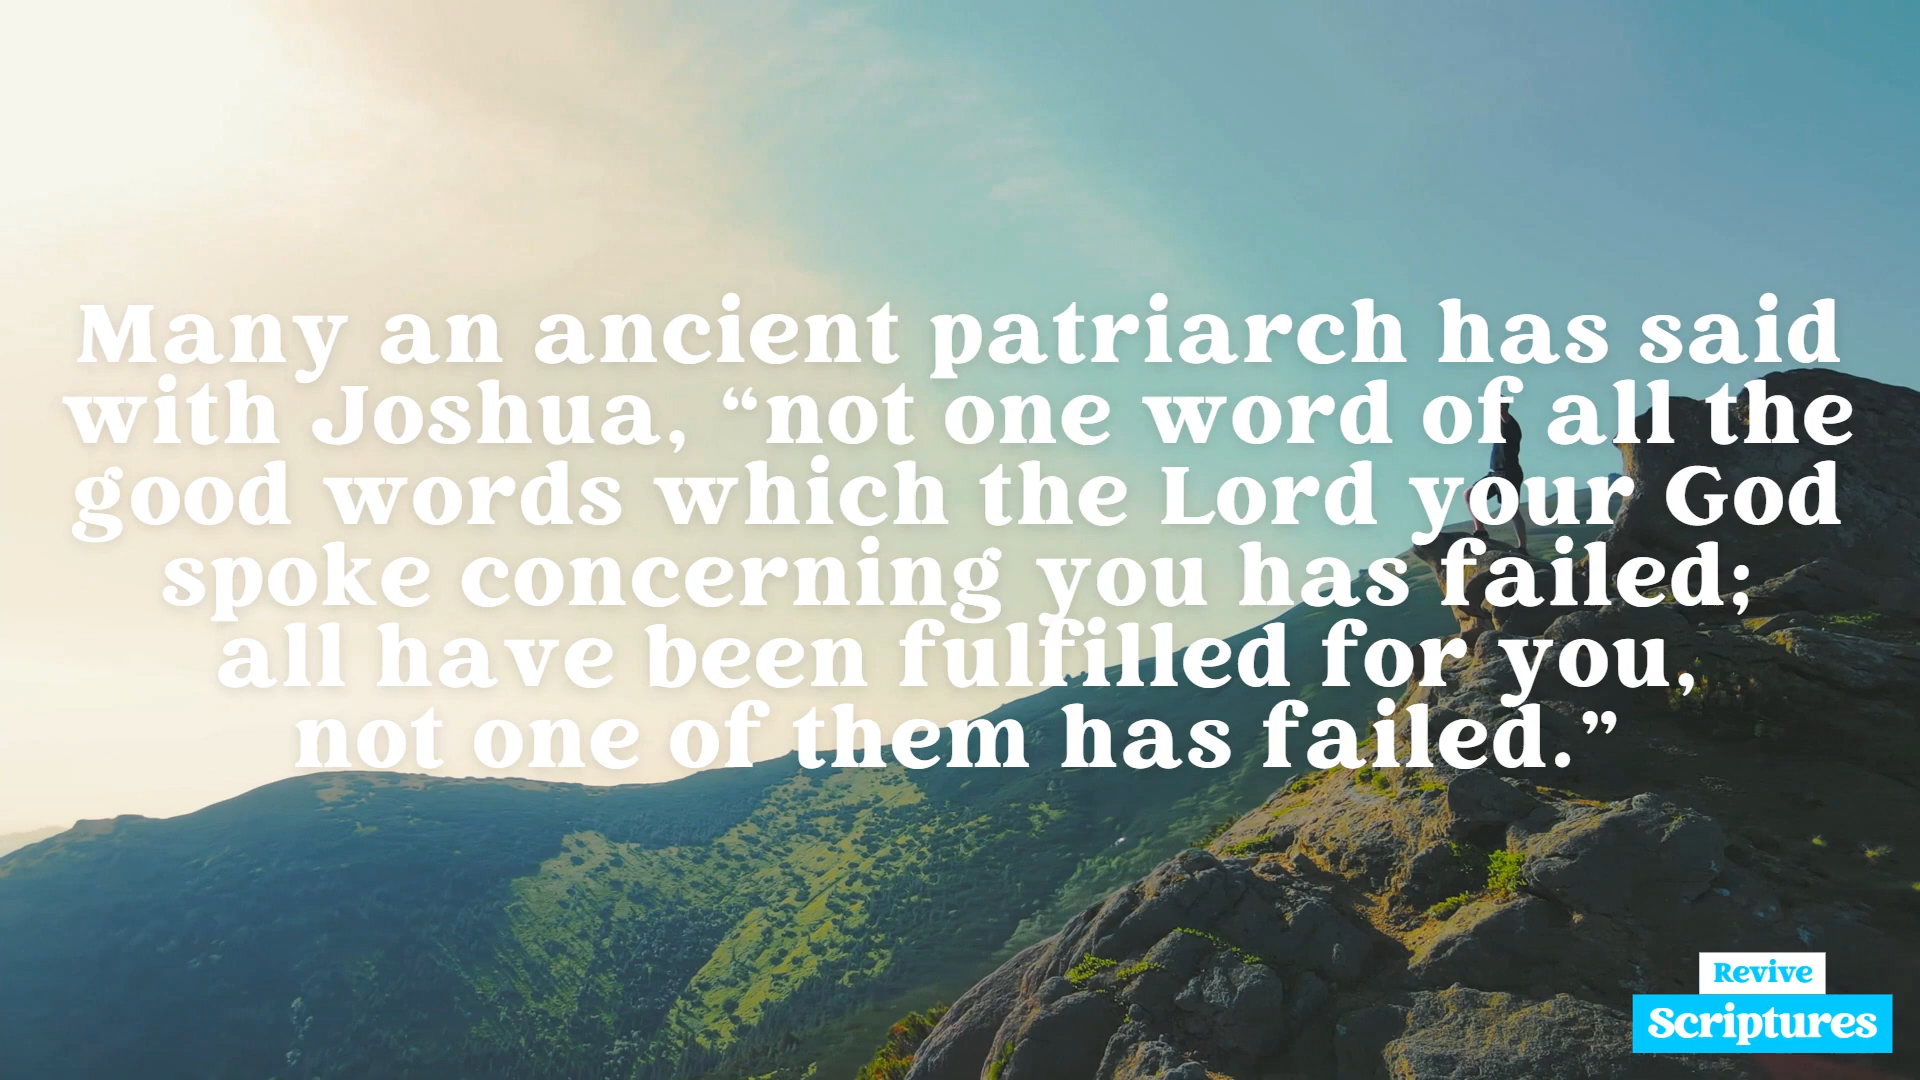 Many an ancient patriarch has said
with Joshua, “not one word of all the
good words which the Lord your God
spoke concerning you has failed;
all have been fulfilled for you,
not one of them has failed.”
Revive
Scriptures